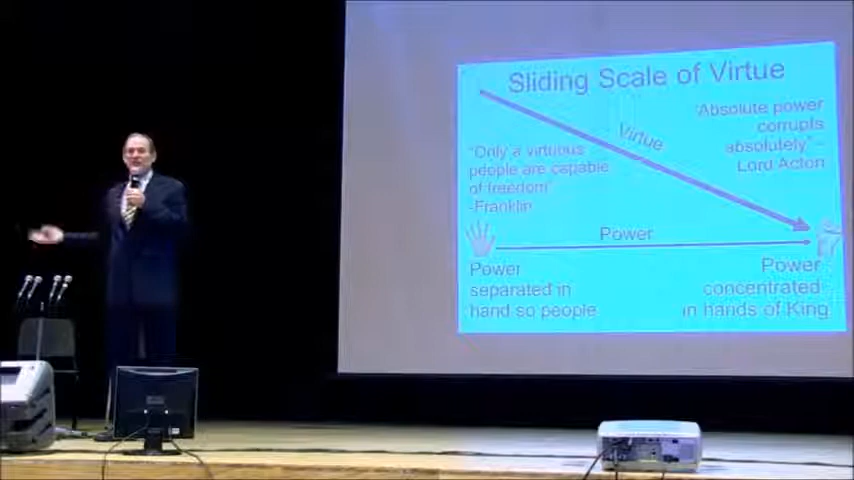 Sliding Scale of Virtue
"Absolute power
corrupts
absolutely" -
Lord Acton
Virtue
"Only a virtuous
people are capable
of freedom"
-Franklin
Power
Power
separated in
hand so people
Power
concentrated
in hands of King